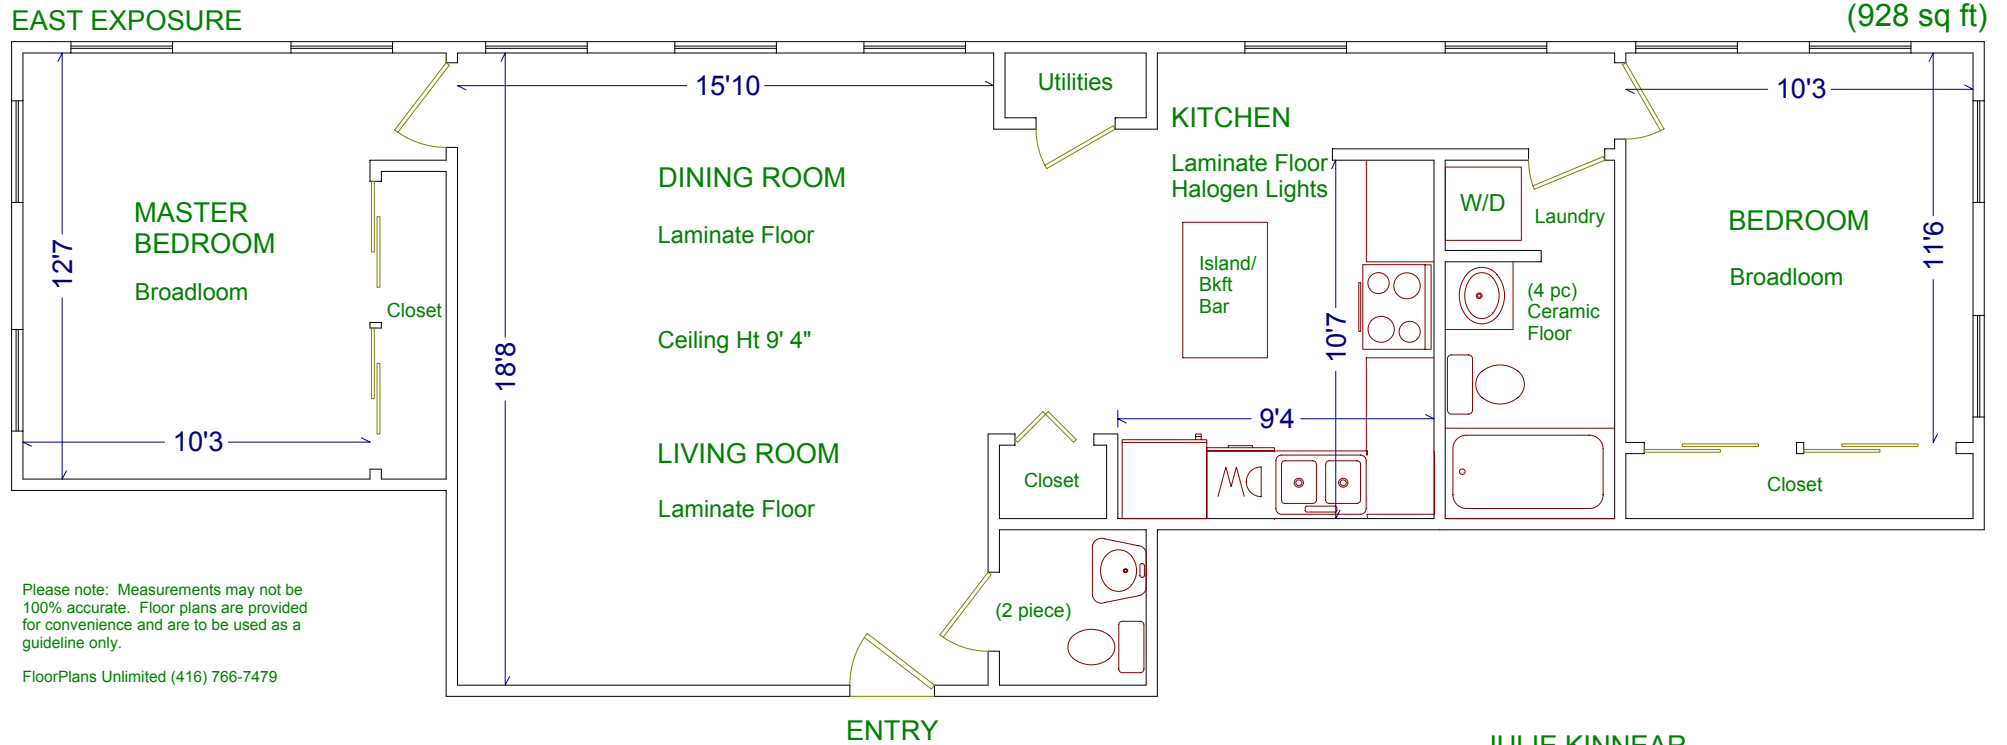 EAST EXPOSURE
(928 sq ft)
15'10
Utilities
10'3
KITCHEN
Laminate Floor
Halogen Lights
DINING ROOM
Laminate Floor
MASTER
BEDROOM
Broadloom
12'7
Closet
10'3
18'8
Ceiling Ht 9' 4"
LIVING ROOM
Laminate Floor
Island/
Bkft
Bar
10'7
9'4
Closet
DW
W/D
Laundry
(4 pc)
Ceramic
Floor
BEDROOM
Broadloom
11'6
Closet
(2 piece)
Please note: Measurements may not be
100% accurate. Floor plans are provided
for convenience and are to be used as a
guideline only.
FloorPlans Unlimited (416) 766-7479
ENTRY
JULIE KINNEAR